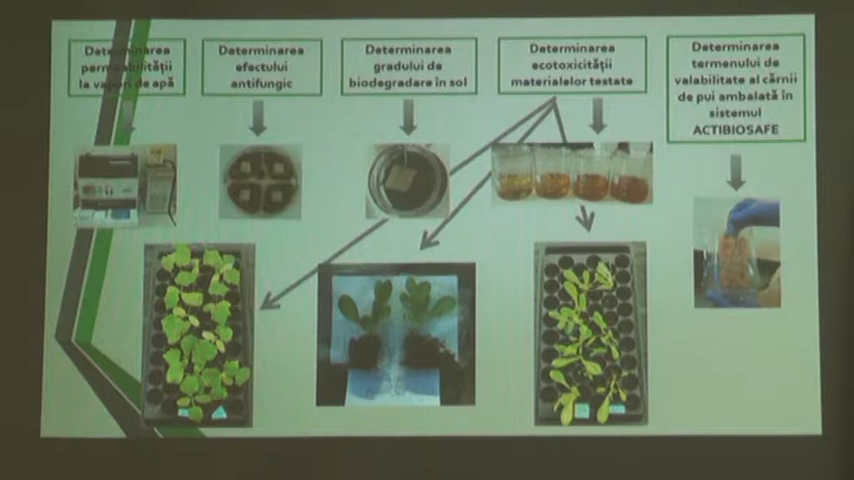 Determinarea
permeabilității
la vapori de apă
Determinarea
efectului
antifungic
Determinarea
gradului de
biodegradare în sol
Determinarea
ecotoxicității
materialelor testate
Determinarea
termenului de
valabilitate al cărnii
de pui ambalată în
sistemul
ACTIBIOSAFE